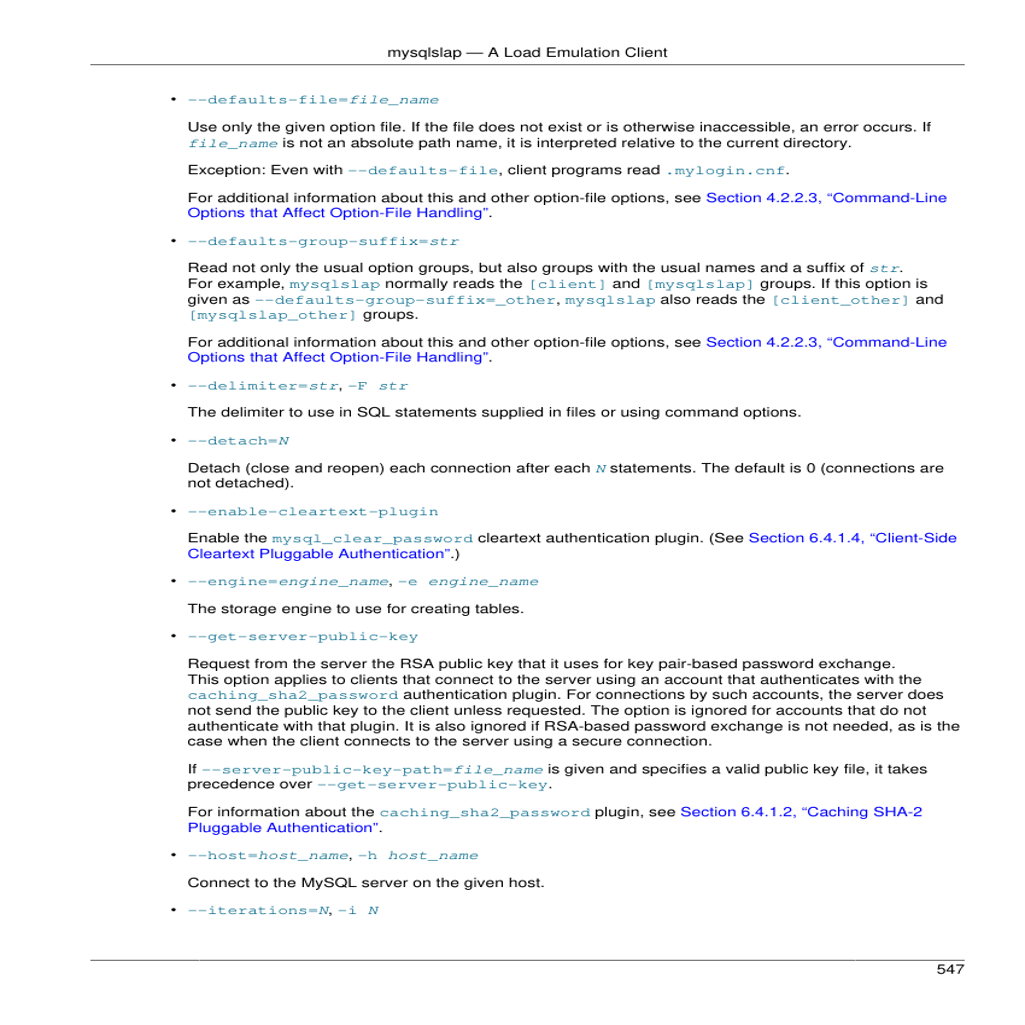 mysqlslap — A Load Emulation Client
• --defaults-file=file_name
Use only the given option file. If the file does not exist or is otherwise inaccessible, an error occurs. If
file_name is not an absolute path name, it is interpreted relative to the current directory.
Exception: Even with --defaults-file, client programs read .mylogin.cnf.
For additional information about this and other option-file options, see Section 4.2.2.3, “Command-Line
Options that Affect Option-File Handling”.
• --defaults-group-suffix=str
Read not only the usual option groups, but also groups with the usual names and a suffix of str.
For example, mysqlslap normally reads the [client] and [mysqlslap] groups. If this option is
given as --defaults-group-suffix=_other, mysqlslap also reads the [client_other] and
[mysqlslap_other] groups.
For additional information about this and other option-file options, see Section 4.2.2.3, “Command-Line
Options that Affect Option-File Handling”.
• --delimiter=str, -F str
The delimiter to use in SQL statements supplied in files or using command options.
• --detach=N
Detach (close and reopen) each connection after each N statements. The default is 0 (connections are
not detached).
• --enable-cleartext-plugin
Enable the mysql_clear_password cleartext authentication plugin. (See Section 6.4.1.4, “Client-Side
Cleartext Pluggable Authentication”.)
• --engine=engine_name, -e engine_name
The storage engine to use for creating tables.
• --get-server-public-key
Request from the server the RSA public key that it uses for key pair-based password exchange.
This option applies to clients that connect to the server using an account that authenticates with the
caching_sha2_password authentication plugin. For connections by such accounts, the server does
not send the public key to the client unless requested. The option is ignored for accounts that do not
authenticate with that plugin. It is also ignored if RSA-based password exchange is not needed, as is the
case when the client connects to the server using a secure connection.
If --server-public-key-path=file_name is given and specifies a valid public key file, it takes
precedence over --get-server-public-key.
For information about the caching_sha2_password plugin, see Section 6.4.1.2, “Caching SHA-2
Pluggable Authentication”.
• --host=host_name, -h host_name
Connect to the MySQL server on the given host.
• --iterations=N, -i N
547